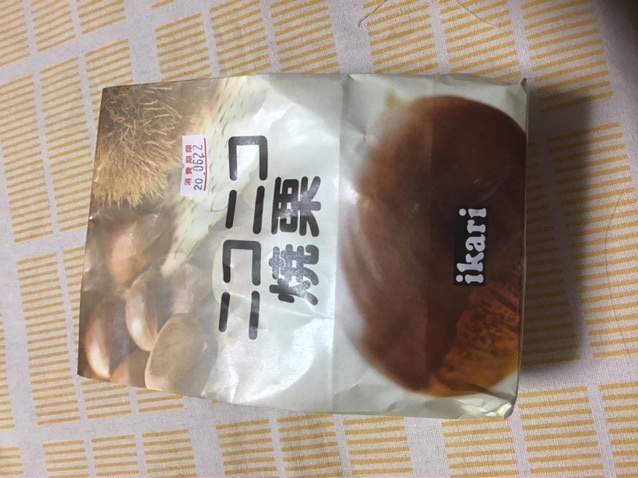 消費期限
20.06.22
ニコニコ
焼栗
ikari